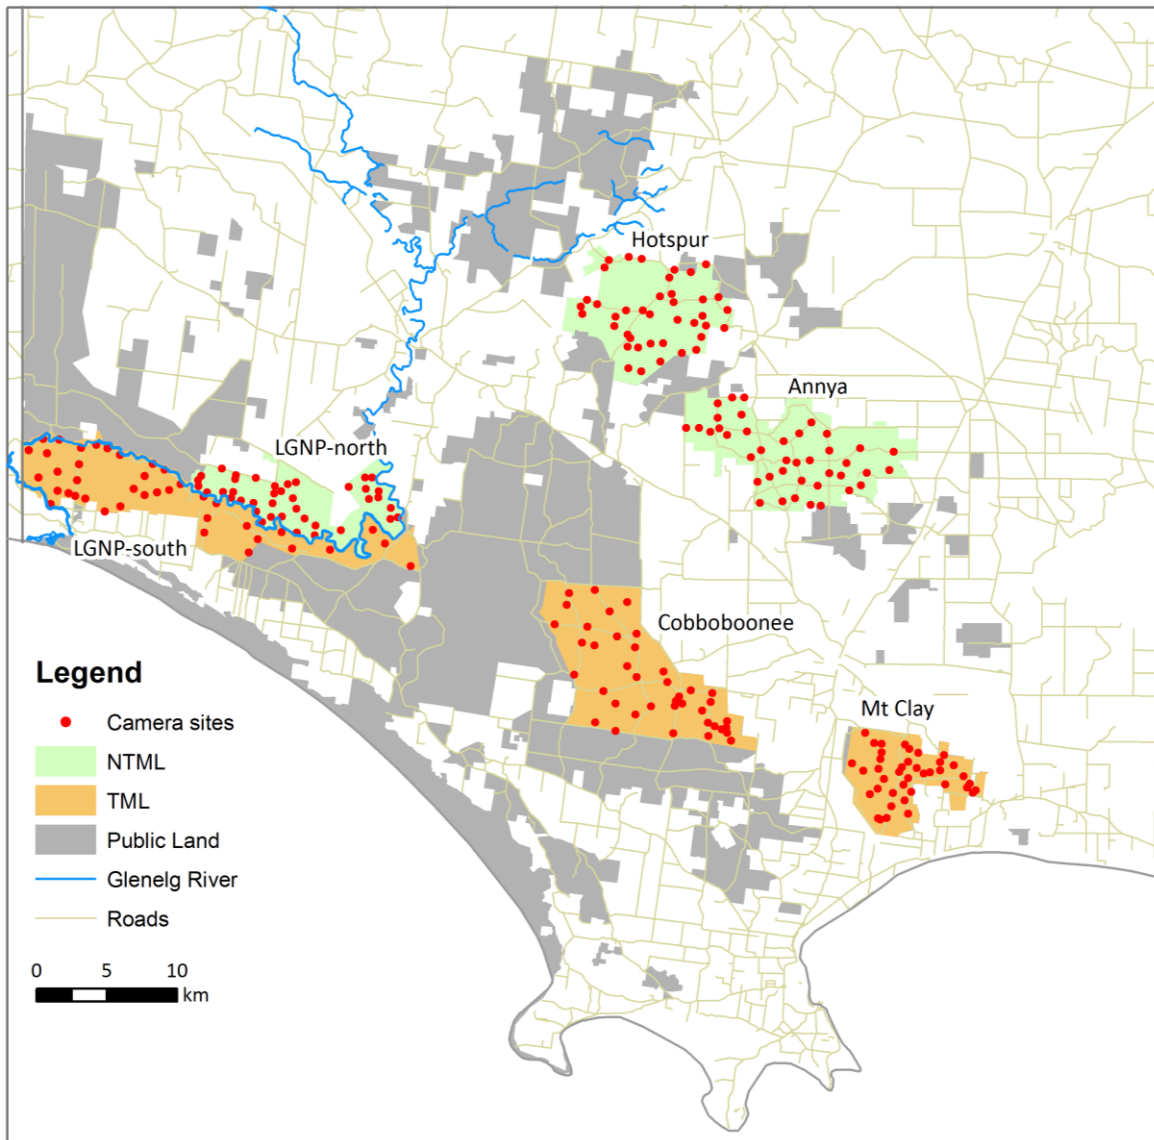 Hotspur
Annya
LGNP-north
LGNP-south
Cobboboonee
Mt Clay
Legend
Camera sites
NTML
TML
Public Land
Glenelg River
Roads
0 5 10
km